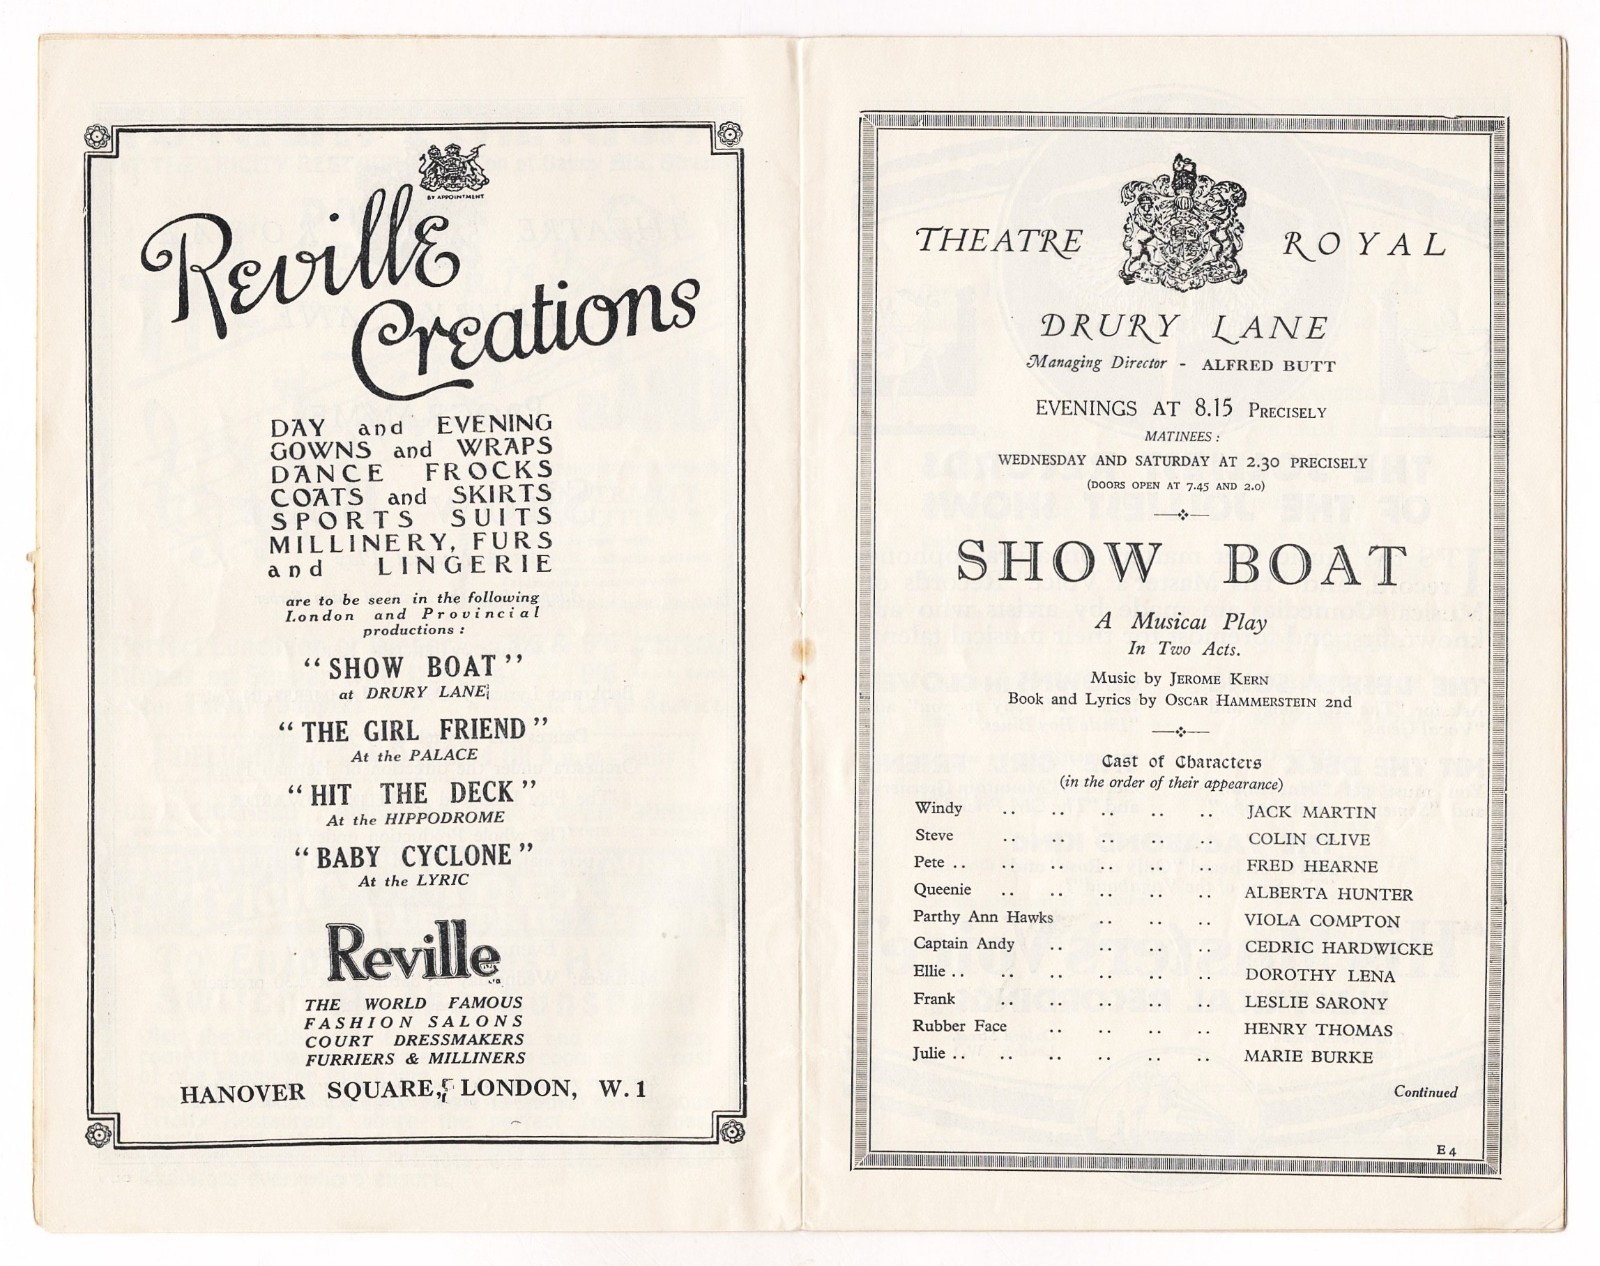 BY APPOINTMENT
Reville
Creations
DAY and EVENING
GOWNS and WRAPS
DANCE FROCKS
COATS and SKIRTS
SPORTS SUITS
MILLINERY, FURS
and LINGERIE
are to be seen in the following
London and Provincial
productions :
"SHOW BOAT"
at DRURY LANE
"THE GIRL FRIEND"
At the PALACE
"HIT THE DECK"
At the HIPPODROME
"BABY CYCLONE"
At the LYRIC
Reville
THE WORLD FAMOUS
FASHION SALONS
COURT DRESSMAKERS
FURRIERS & MILLINERS
HANOVER SQUARE, LONDON, W.1
THEATRE ROYAL
DRURY LANE
Managing Director - ALFRED BUTT
EVENINGS AT 8.15 PRECISELY
MATINEES :
WEDNESDAY AND SATURDAY AT 2.30 PRECISELY
(DOORS OPEN AT 7.45 AND 2.0)
SHOW BOAT
A Musical Play
In Two Acts.
Music by JEROME KERN
Book and Lyrics by OSCAR HAMMERSTEIN 2nd
Cast of Characters
(in the order of their appearance)
Windy .. .. .. .. .. JACK MARTIN
Steve .. .. .. .. .. COLIN CLIVE
Pete .. .. .. .. .. .. FRED HEARNE
Queenie .. .. .. .. .. ALBERTA HUNTER
Parthy Ann Hawks .. .. .. VIOLA COMPTON
Captain Andy .. .. .. .. CEDRIC HARDWICKE
Ellie .. .. .. .. .. .. DOROTHY LENA
Frank .. .. .. .. .. LESLIE SARONY
Rubber Face .. .. .. .. HENRY THOMAS
Julie .. .. .. .. .. .. MARIE BURKE
Continued
E 4